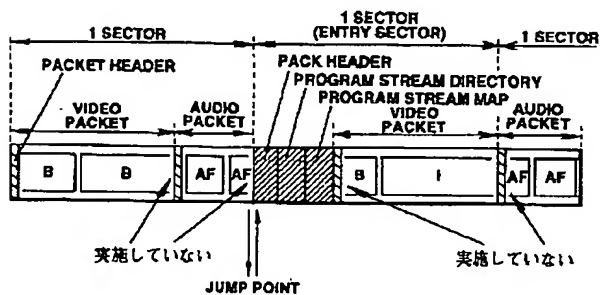 1 SECTOR
1 SECTOR
(ENTRY SECTOR)
1 SECTOR
PACKET HEADER
PACK HEADER
PROGRAM STREAM DIRECTORY
PROGRAM STREAM MAP
VIDEO
PACKET
AUDIO
PACKET
VIDEO
PACKET
AUDIO
PACKET
B
B
AF
AF
B
I
AF
AF
実施していない
実施していない
JUMP POINT